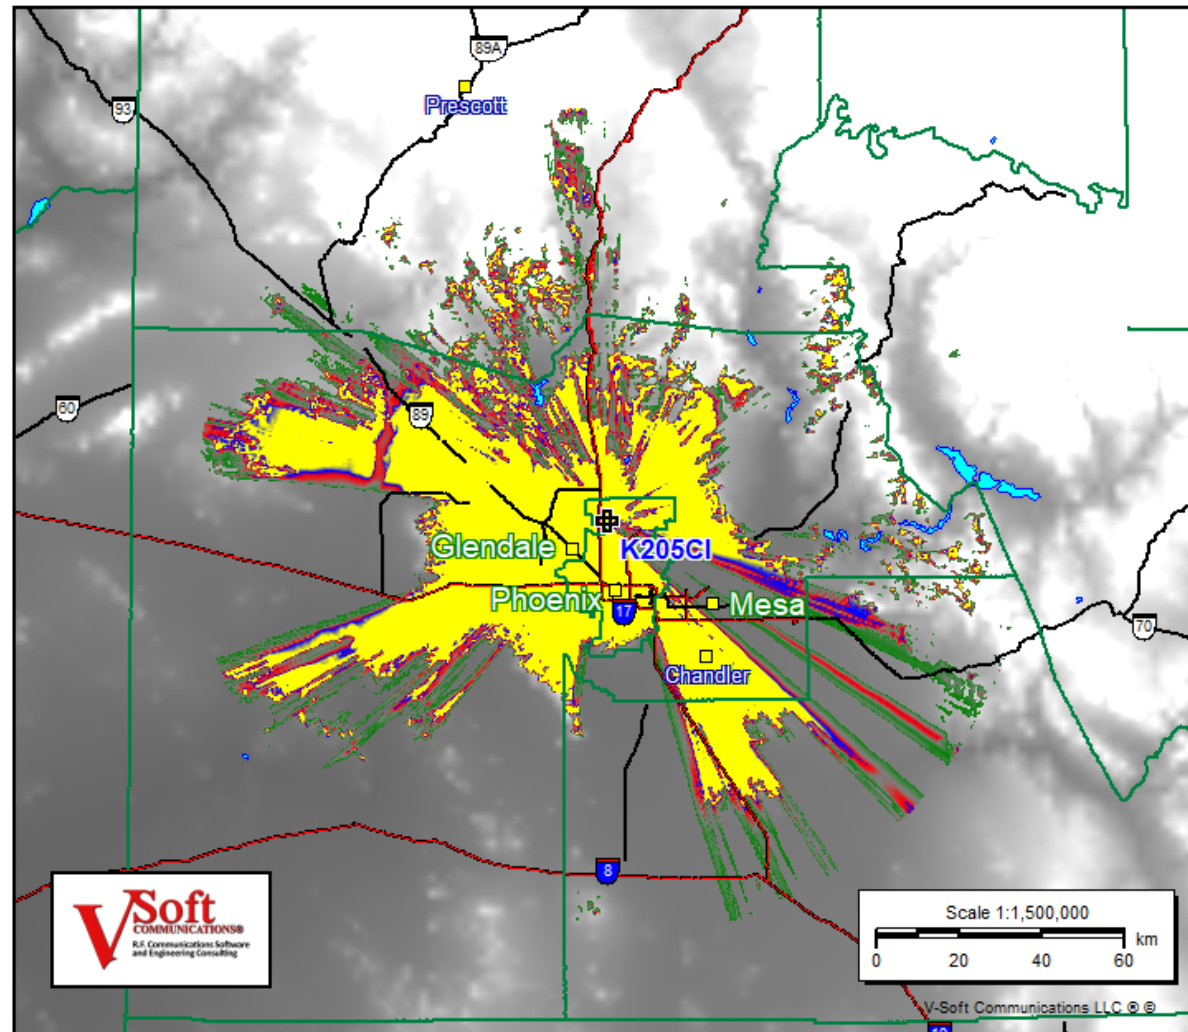 89A
Prescott
93
60
89
Glendale
K205CI
Phoenix
17
Mesa
70
Chandler
8
VSoft
COMMUNICATIONS®
R.F. Communications Software
and Engineering Consulting
Scale 1:1,500,000
km
0 20 40 60
V-Soft Communications LLC ® ©
10